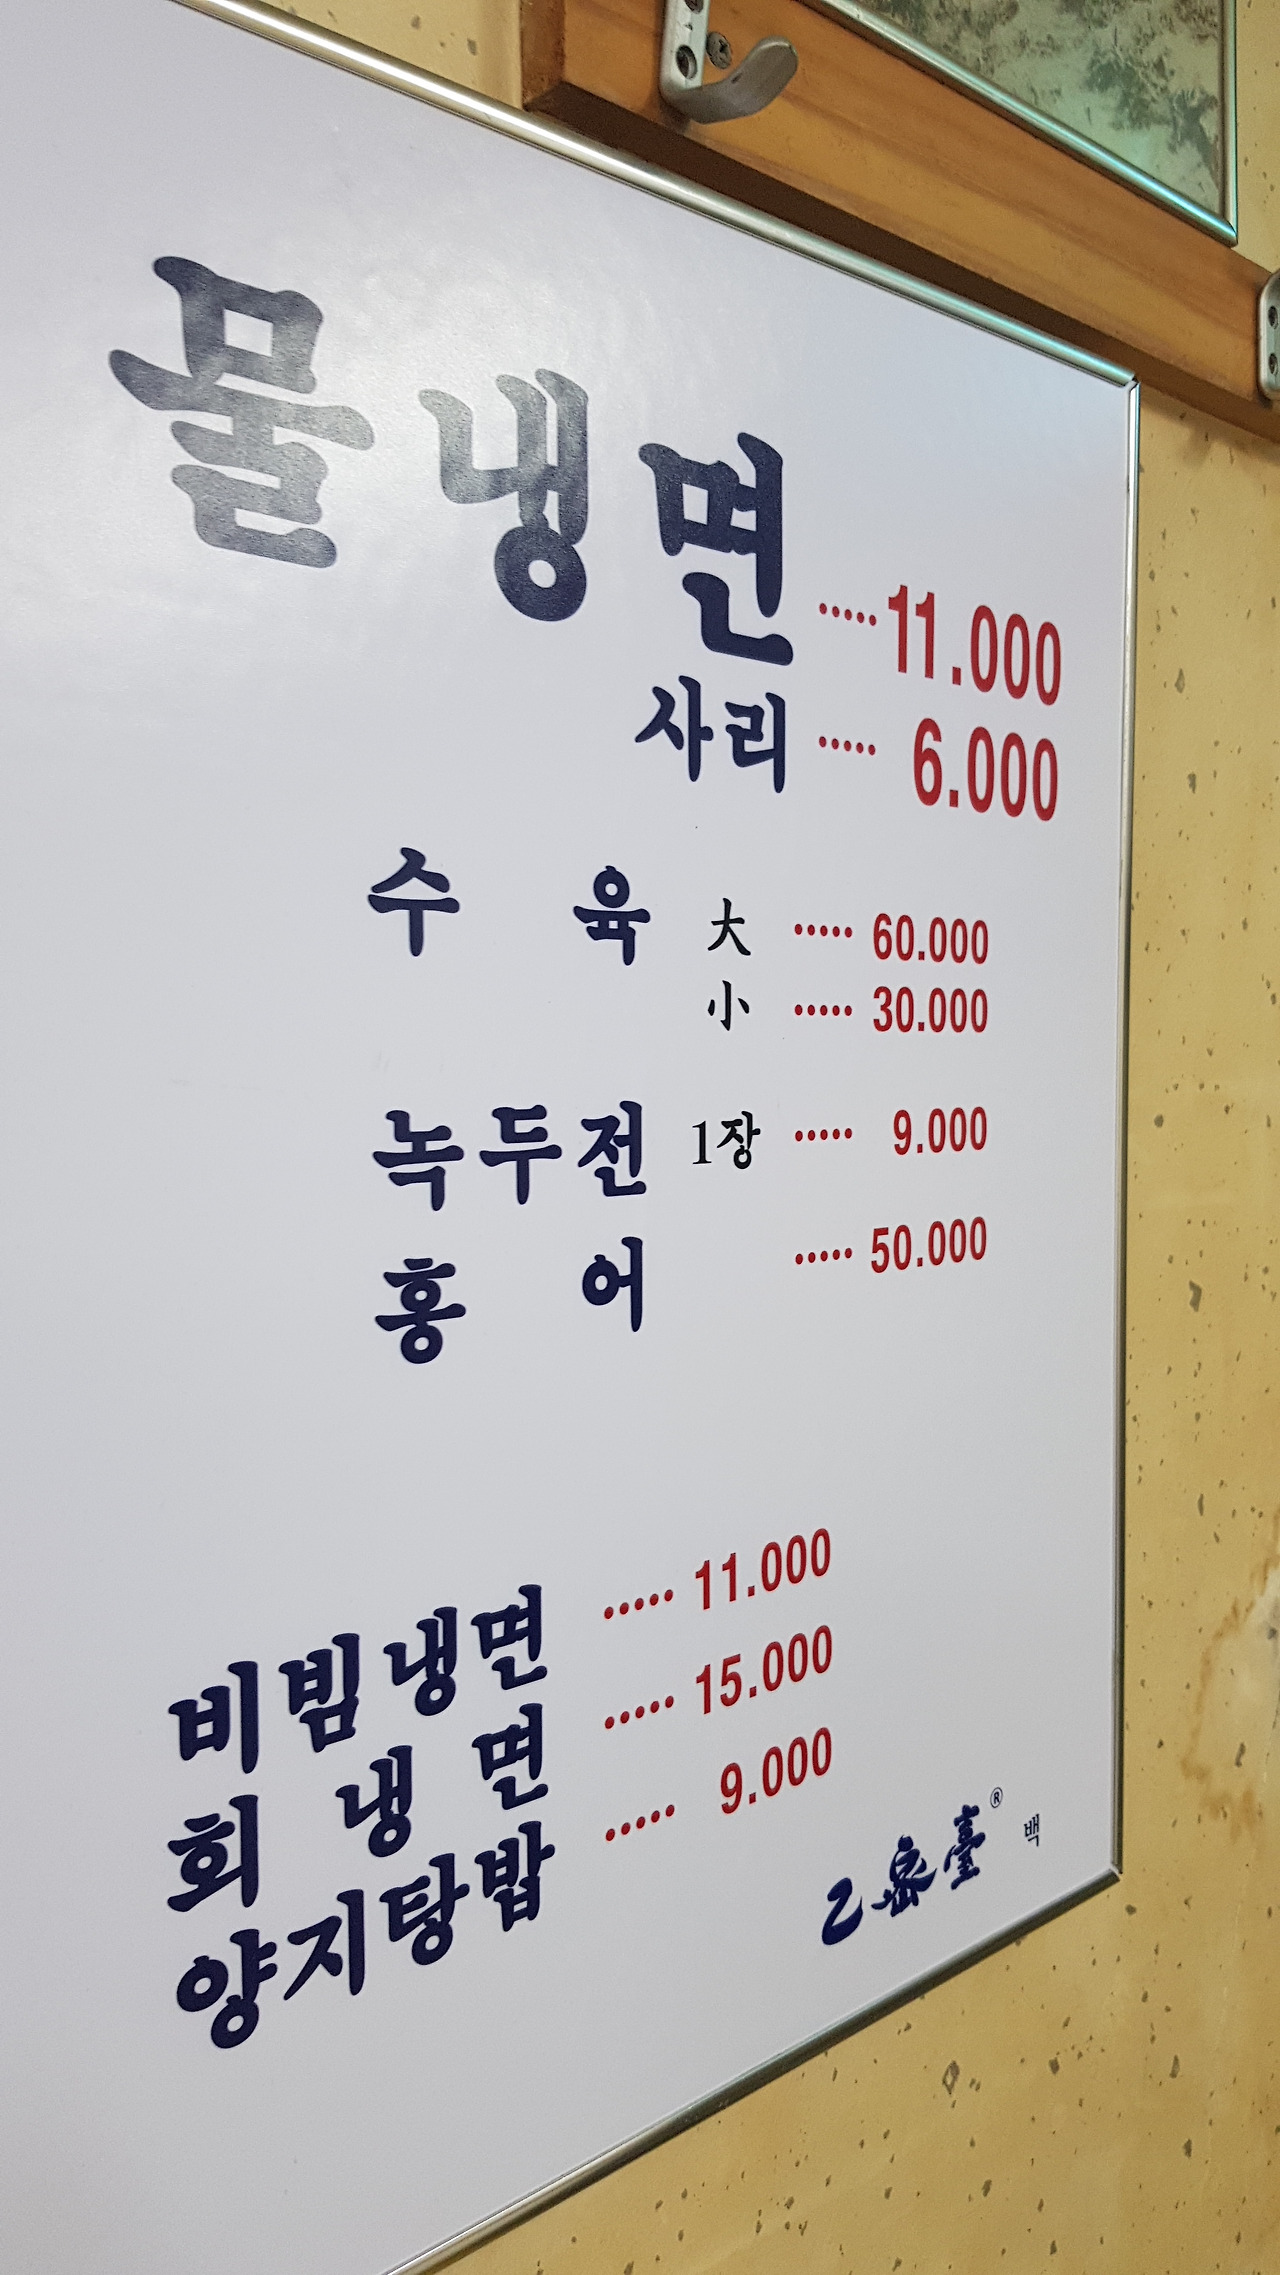 물냉면 ..... 11.000
사리 ..... 6.000
수 육 大 ..... 60.000
小 ..... 30.000
녹두전 1장 ..... 9.000
홍 어 ..... 50.000
비빔냉면 ..... 11.000
회 냉 면 ..... 15.000
양지탕밥 ..... 9.000
乙密臺® 백